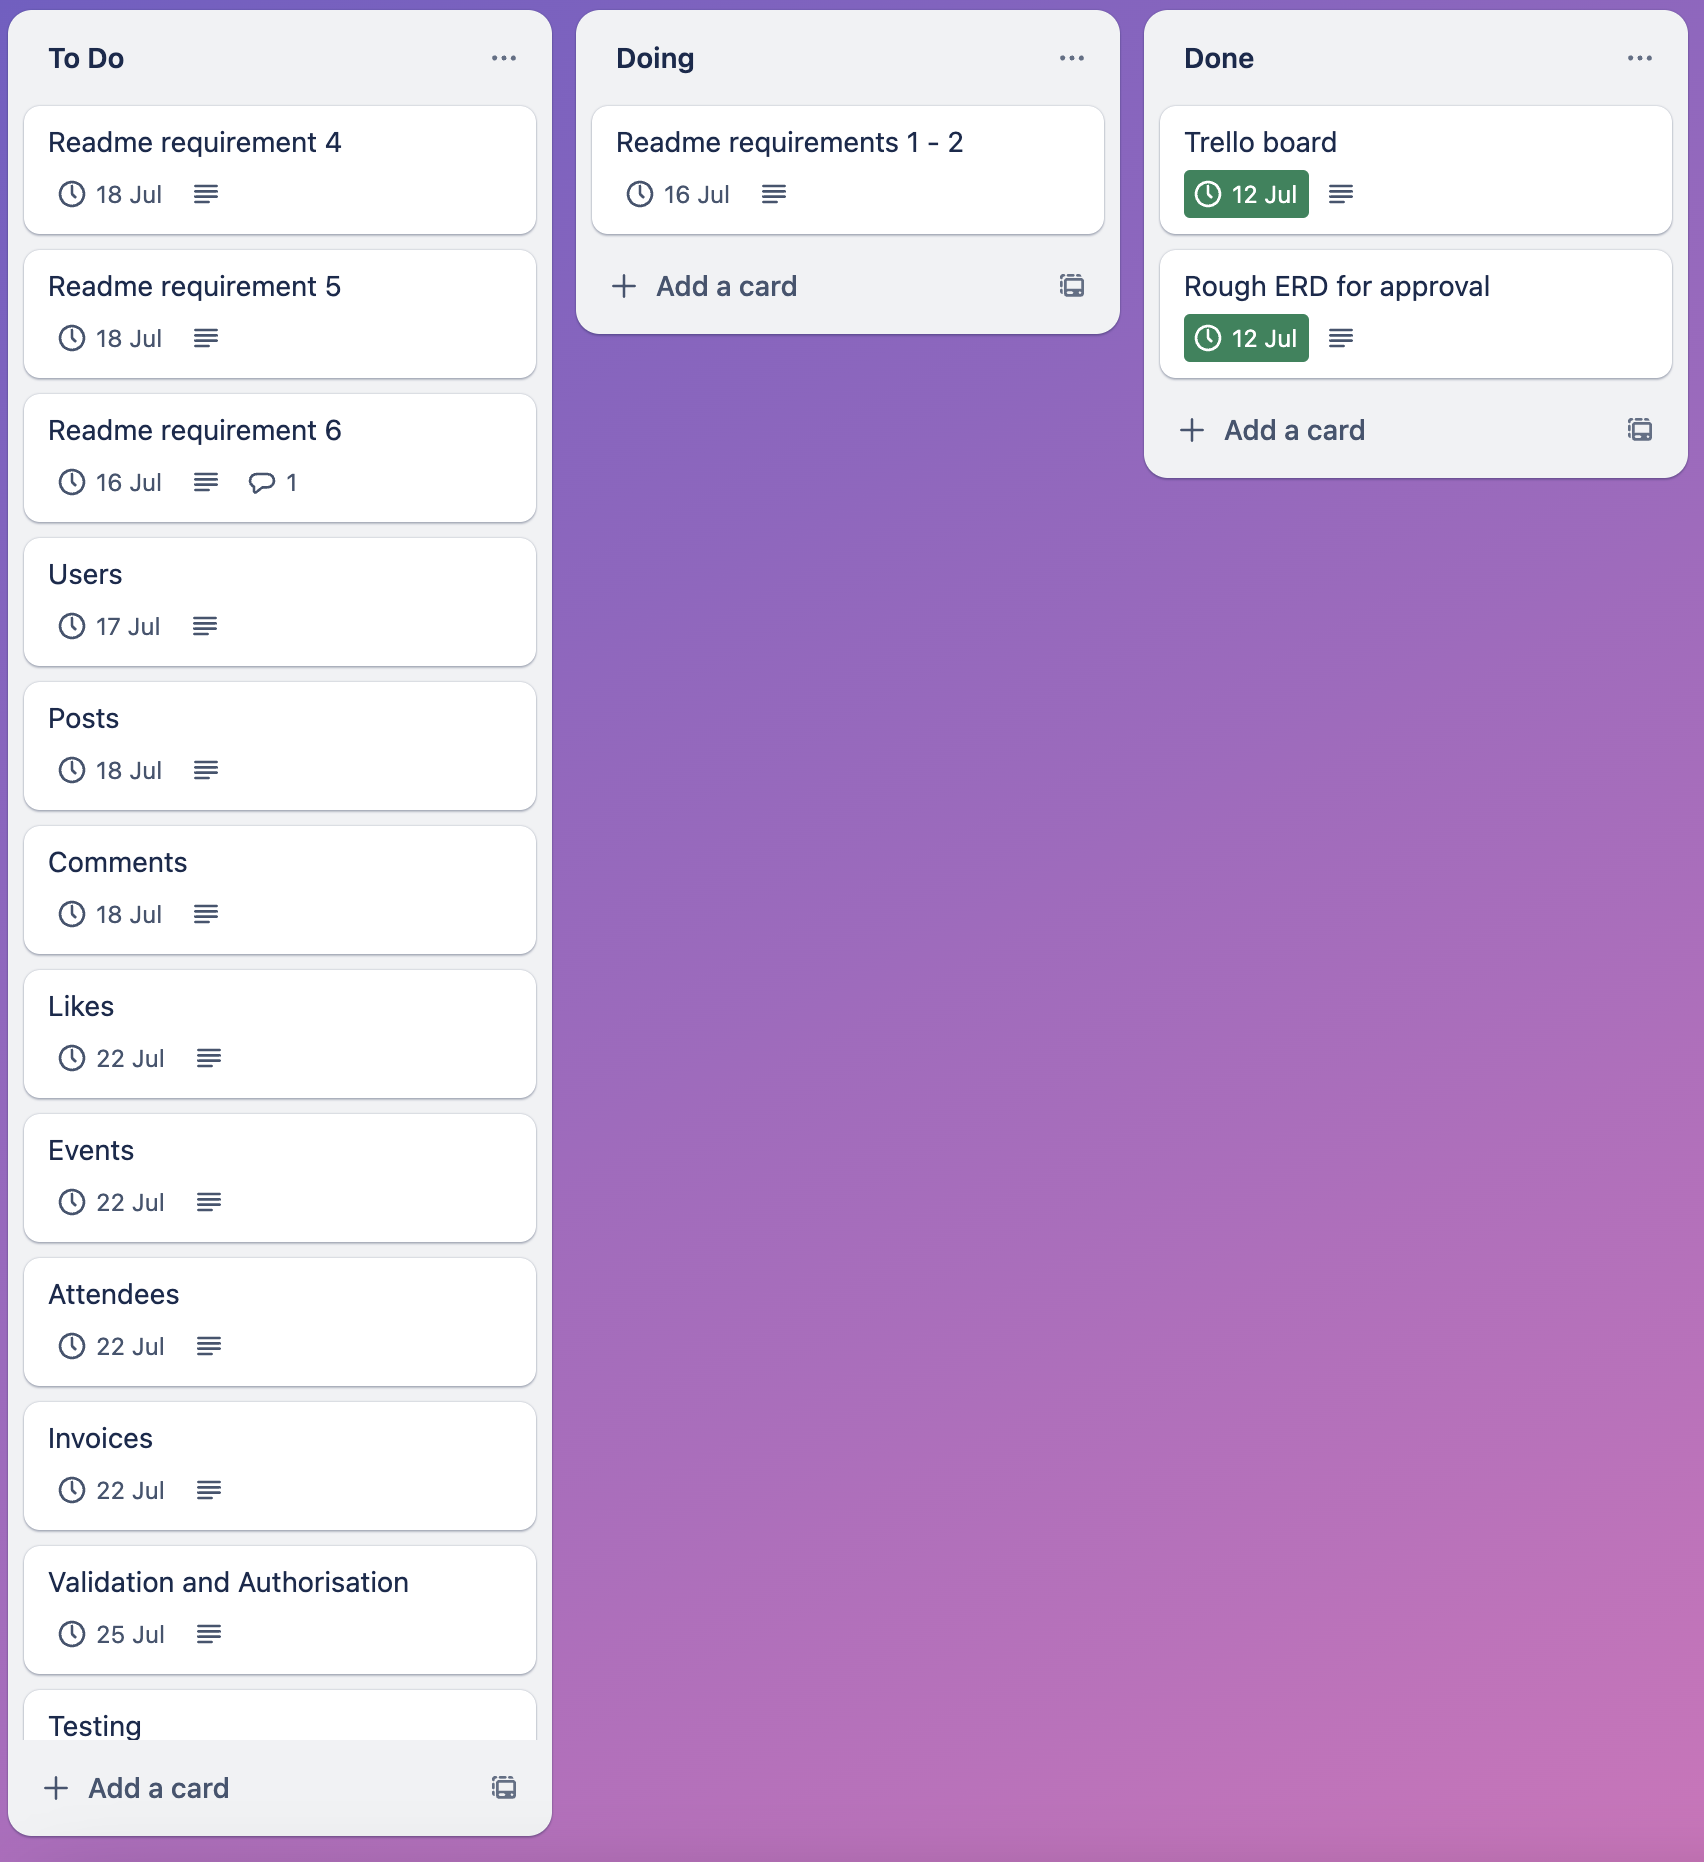 To Do
Readme requirement 4
18 Jul
Readme requirement 5
18 Jul
Readme requirement 6
16 Jul 1
Users
17 Jul
Posts
18 Jul
Comments
18 Jul
Likes
22 Jul
Events
22 Jul
Attendees
22 Jul
Invoices
22 Jul
Validation and Authorisation
25 Jul
Testing
+ Add a card
Doing
Readme requirements 1 - 2
16 Jul
+ Add a card
Done
Trello board
12 Jul
Rough ERD for approval
12 Jul
+ Add a card